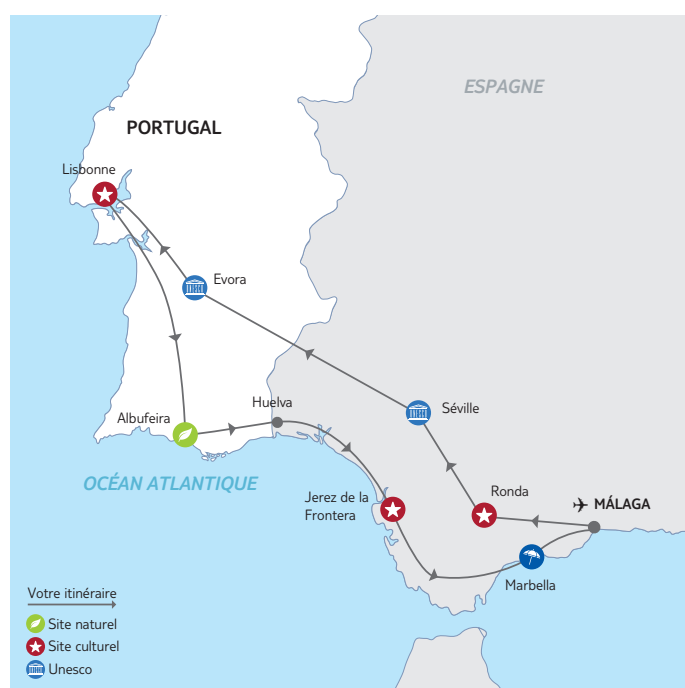 ESPAGNE
PORTUGAL
Lisbonne
Evora
Huelva
Séville
Albufeira
OCÉAN ATLANTIQUE
Jerez de la
Frontera
Ronda
MÁLAGA
Marbella
Votre itinéraire
Site naturel
Site culturel
Unesco